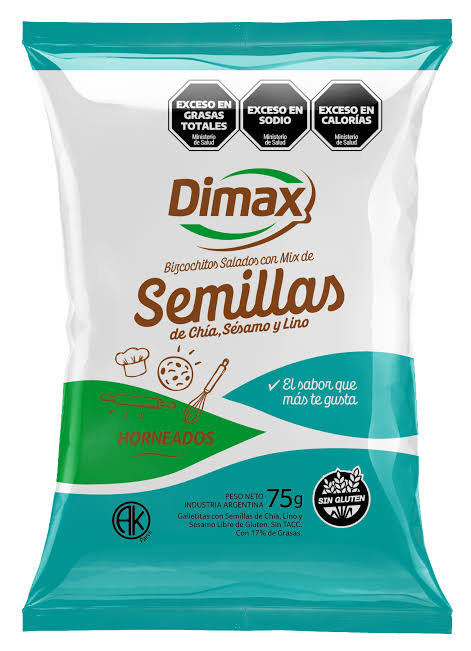 EXCESO EN
GRASAS
TOTALES
Ministerio
de Salud
EXCESO EN
SODIO
Ministerio
de Salud
EXCESO EN
CALORÍAS
Ministerio
de Salud
Dimax
Bizcochitos Salados con Mix de
Semillas
de Chía, Sésamo y Lino
✓ El sabor que
más te gusta
HORNEADOS
PESO NETO
INDUSTRIA ARGENTINA 75g
Galletitas con Semillas de Chía, Lino y
Sésamo Libre de Gluten. Sin TACC.
Con 17% de Grasas.
SIN GLUTEN
AK
Parve